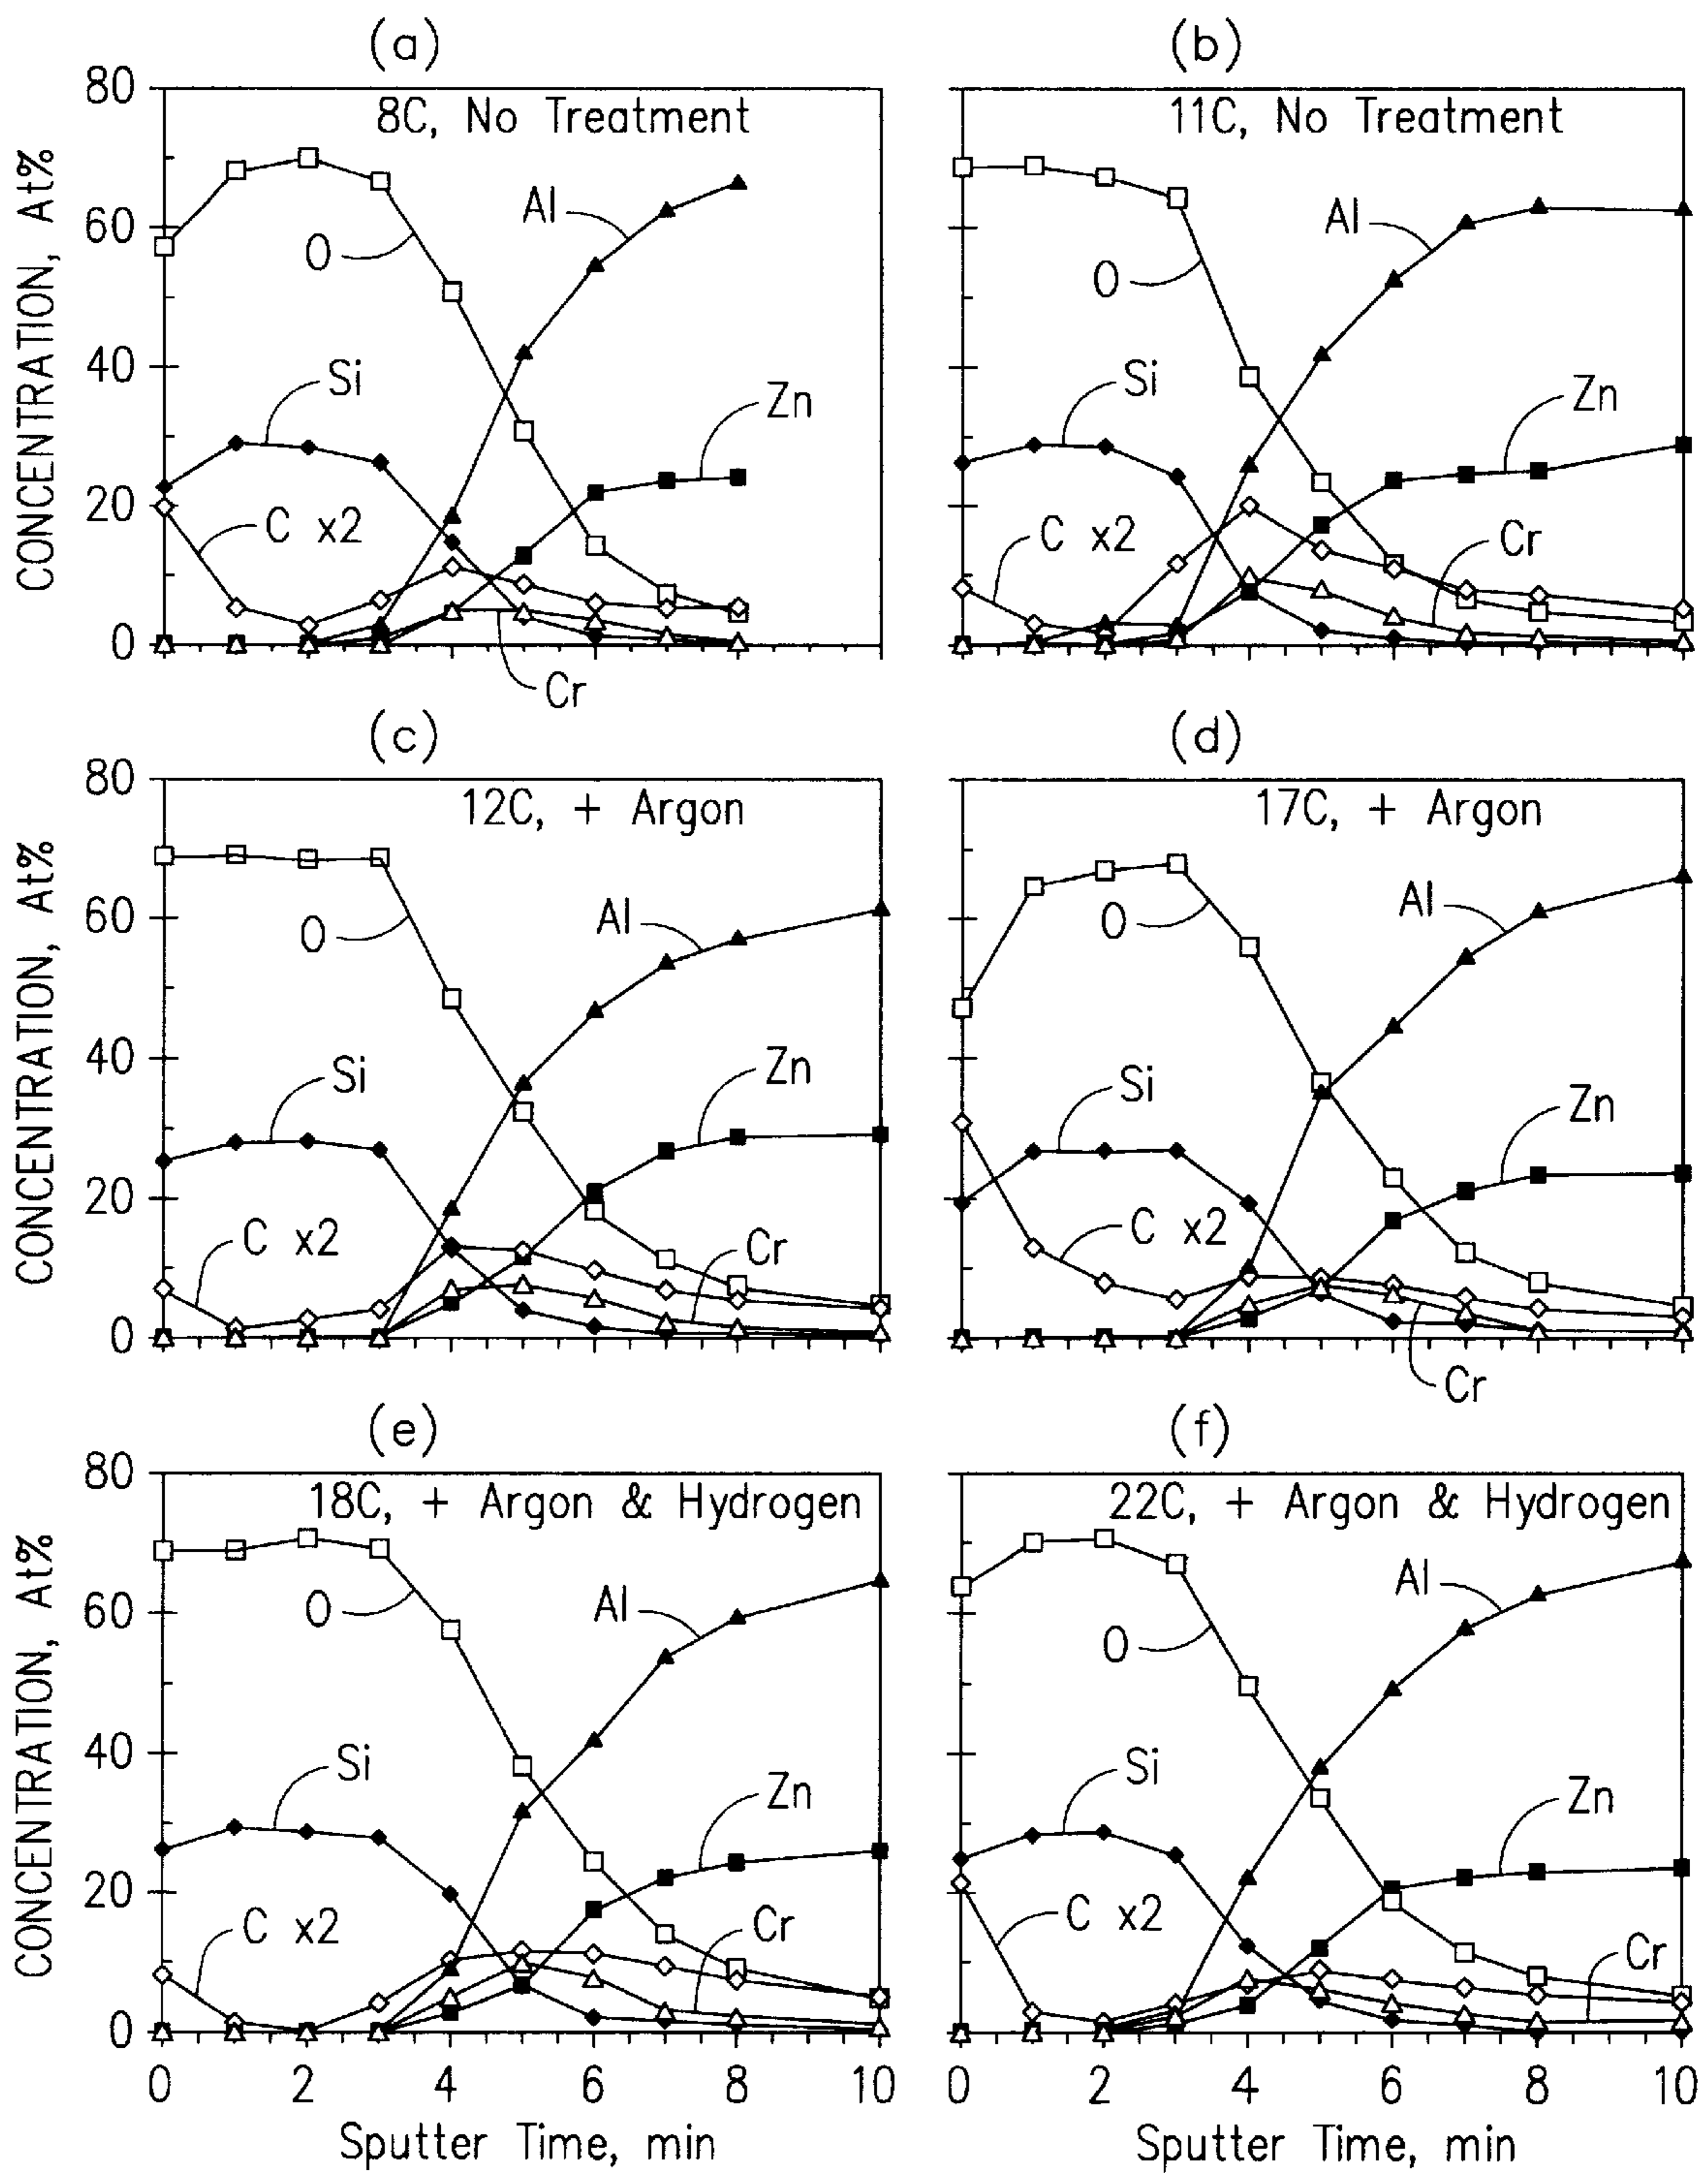 (a) (b)
80 8C, No Treatment 11C, No Treatment
CONCENTRATION, At%
60 Al Al
O O
40 Si Zn Si Zn
20 C x2 C x2 Cr
0
Cr
(c) (d)
80 12C, + Argon 17C, + Argon
CONCENTRATION, At%
60 O Al O Al
40 Si Zn Si Zn
20 C x2 Cr C x2
0
Cr
(e) (f)
80 18C, + Argon & Hydrogen 22C, + Argon & Hydrogen
CONCENTRATION, At%
60 O Al O Al
40 Si Zn Si Zn
20 C x2 Cr C x2 Cr
0
0 2 4 6 8 10 0 2 4 6 8 10
Sputter Time, min Sputter Time, min